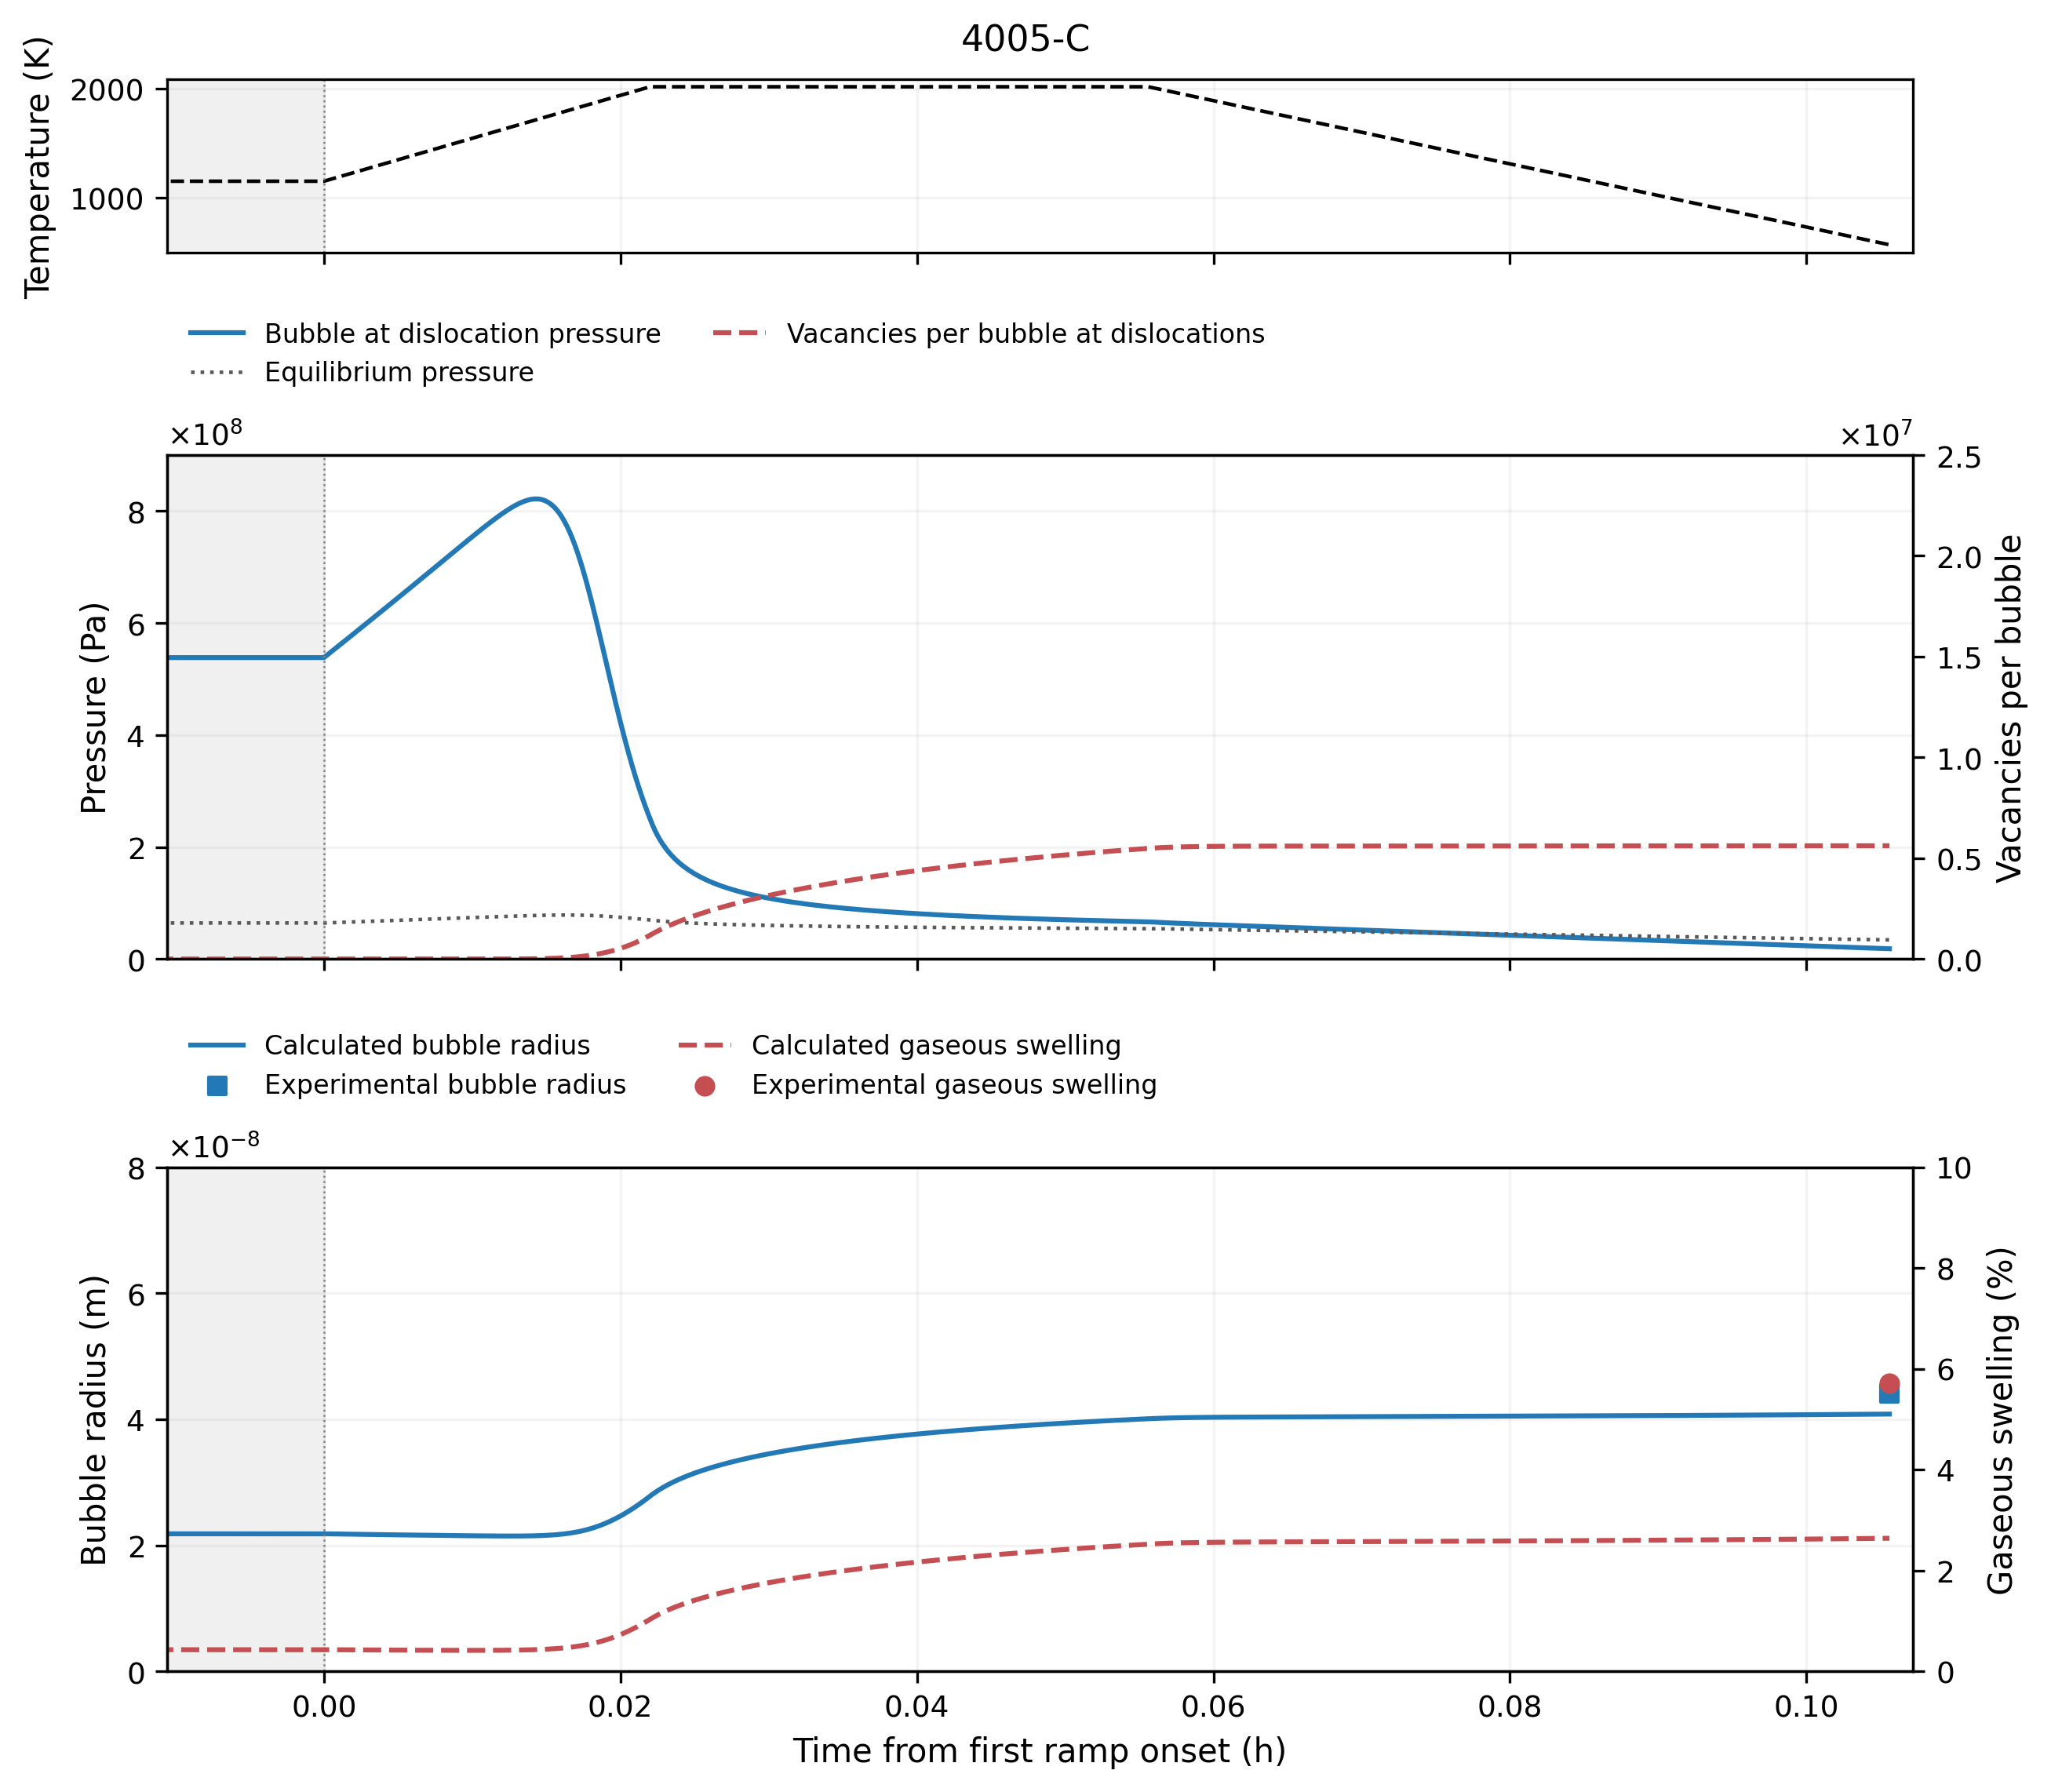 4005-C
Temperature (K)
2000
1000
Bubble at dislocation pressure
Vacancies per bubble at dislocations
Equilibrium pressure
×10⁸
×10⁷
Pressure (Pa)
8
6
4
2
0
2.5
2.0
1.5
1.0
0.5
0.0
Vacancies per bubble
Calculated bubble radius
Calculated gaseous swelling
Experimental bubble radius
Experimental gaseous swelling
×10⁻⁸
Bubble radius (m)
8
6
4
2
0
10
8
6
4
2
0
Gaseous swelling (%)
0.00 0.02 0.04 0.06 0.08 0.10
Time from first ramp onset (h)